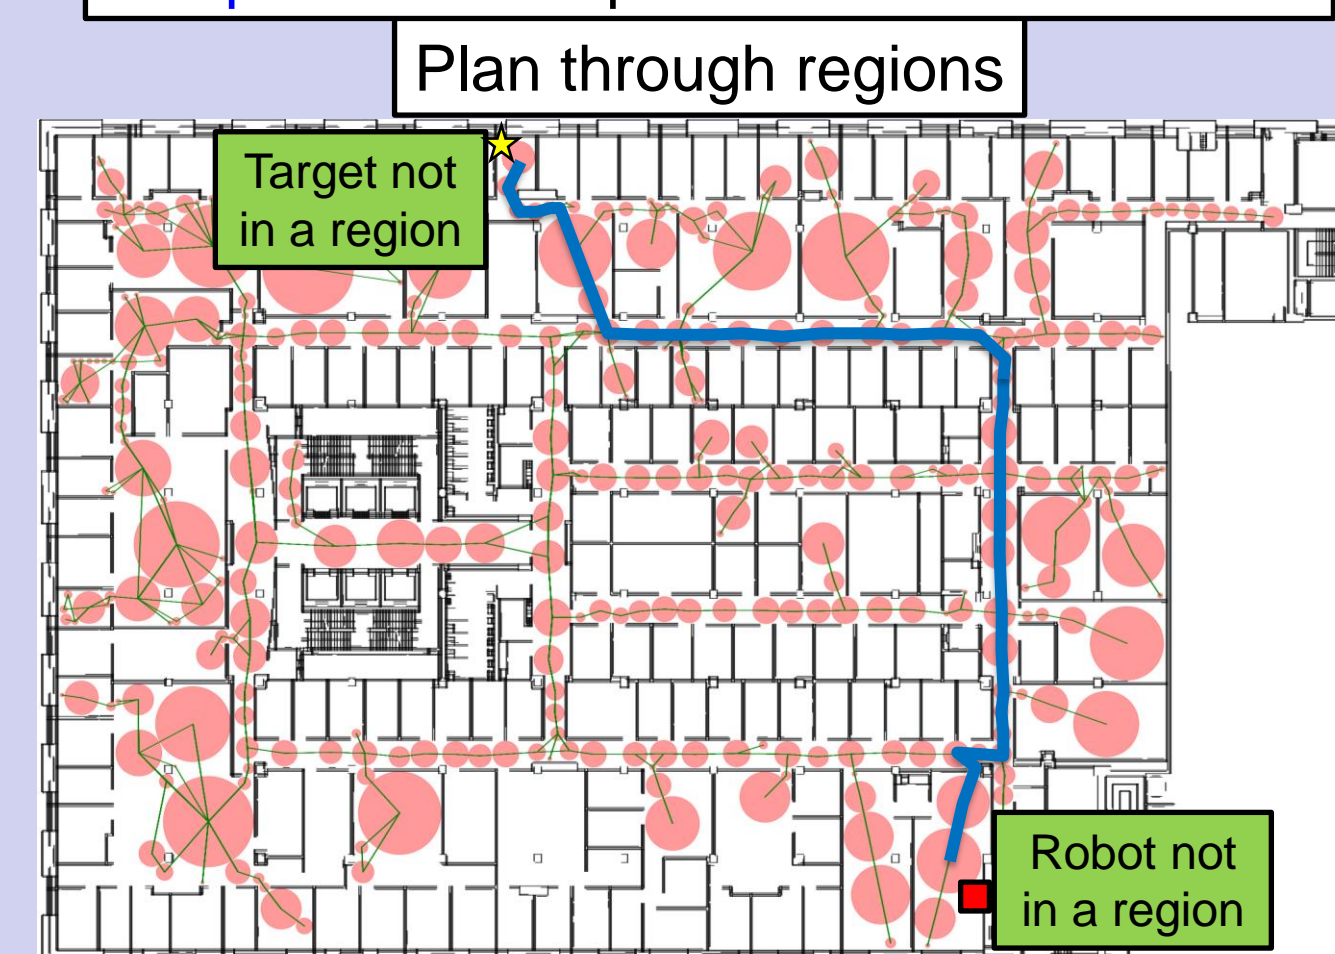 Plan through regions
Target not
in a region
Robot not
in a region